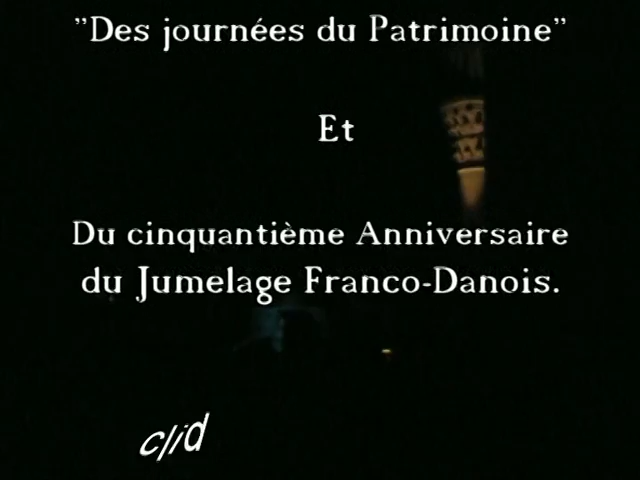 "Des journées du Patrimoine"
Et
Du cinquantième Anniversaire
du Jumelage Franco-Danois.
clid